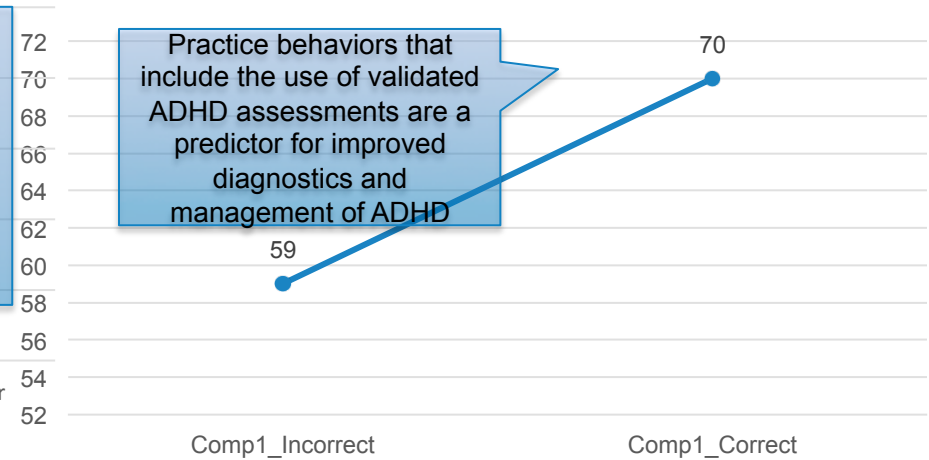 72
70
68
66
64
62
60
58
56
54
52
Practice behaviors that
include the use of validated
ADHD assessments are a
predictor for improved
diagnostics and
management of ADHD
70
59
r
Comp1_Incorrect
Comp1_Correct